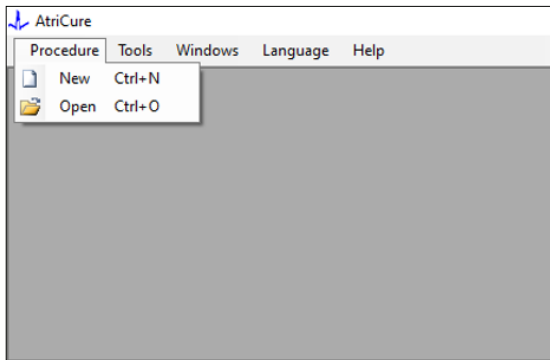 AtriCure
Procedure Tools Windows Language Help
New Ctrl+N
Open Ctrl+O